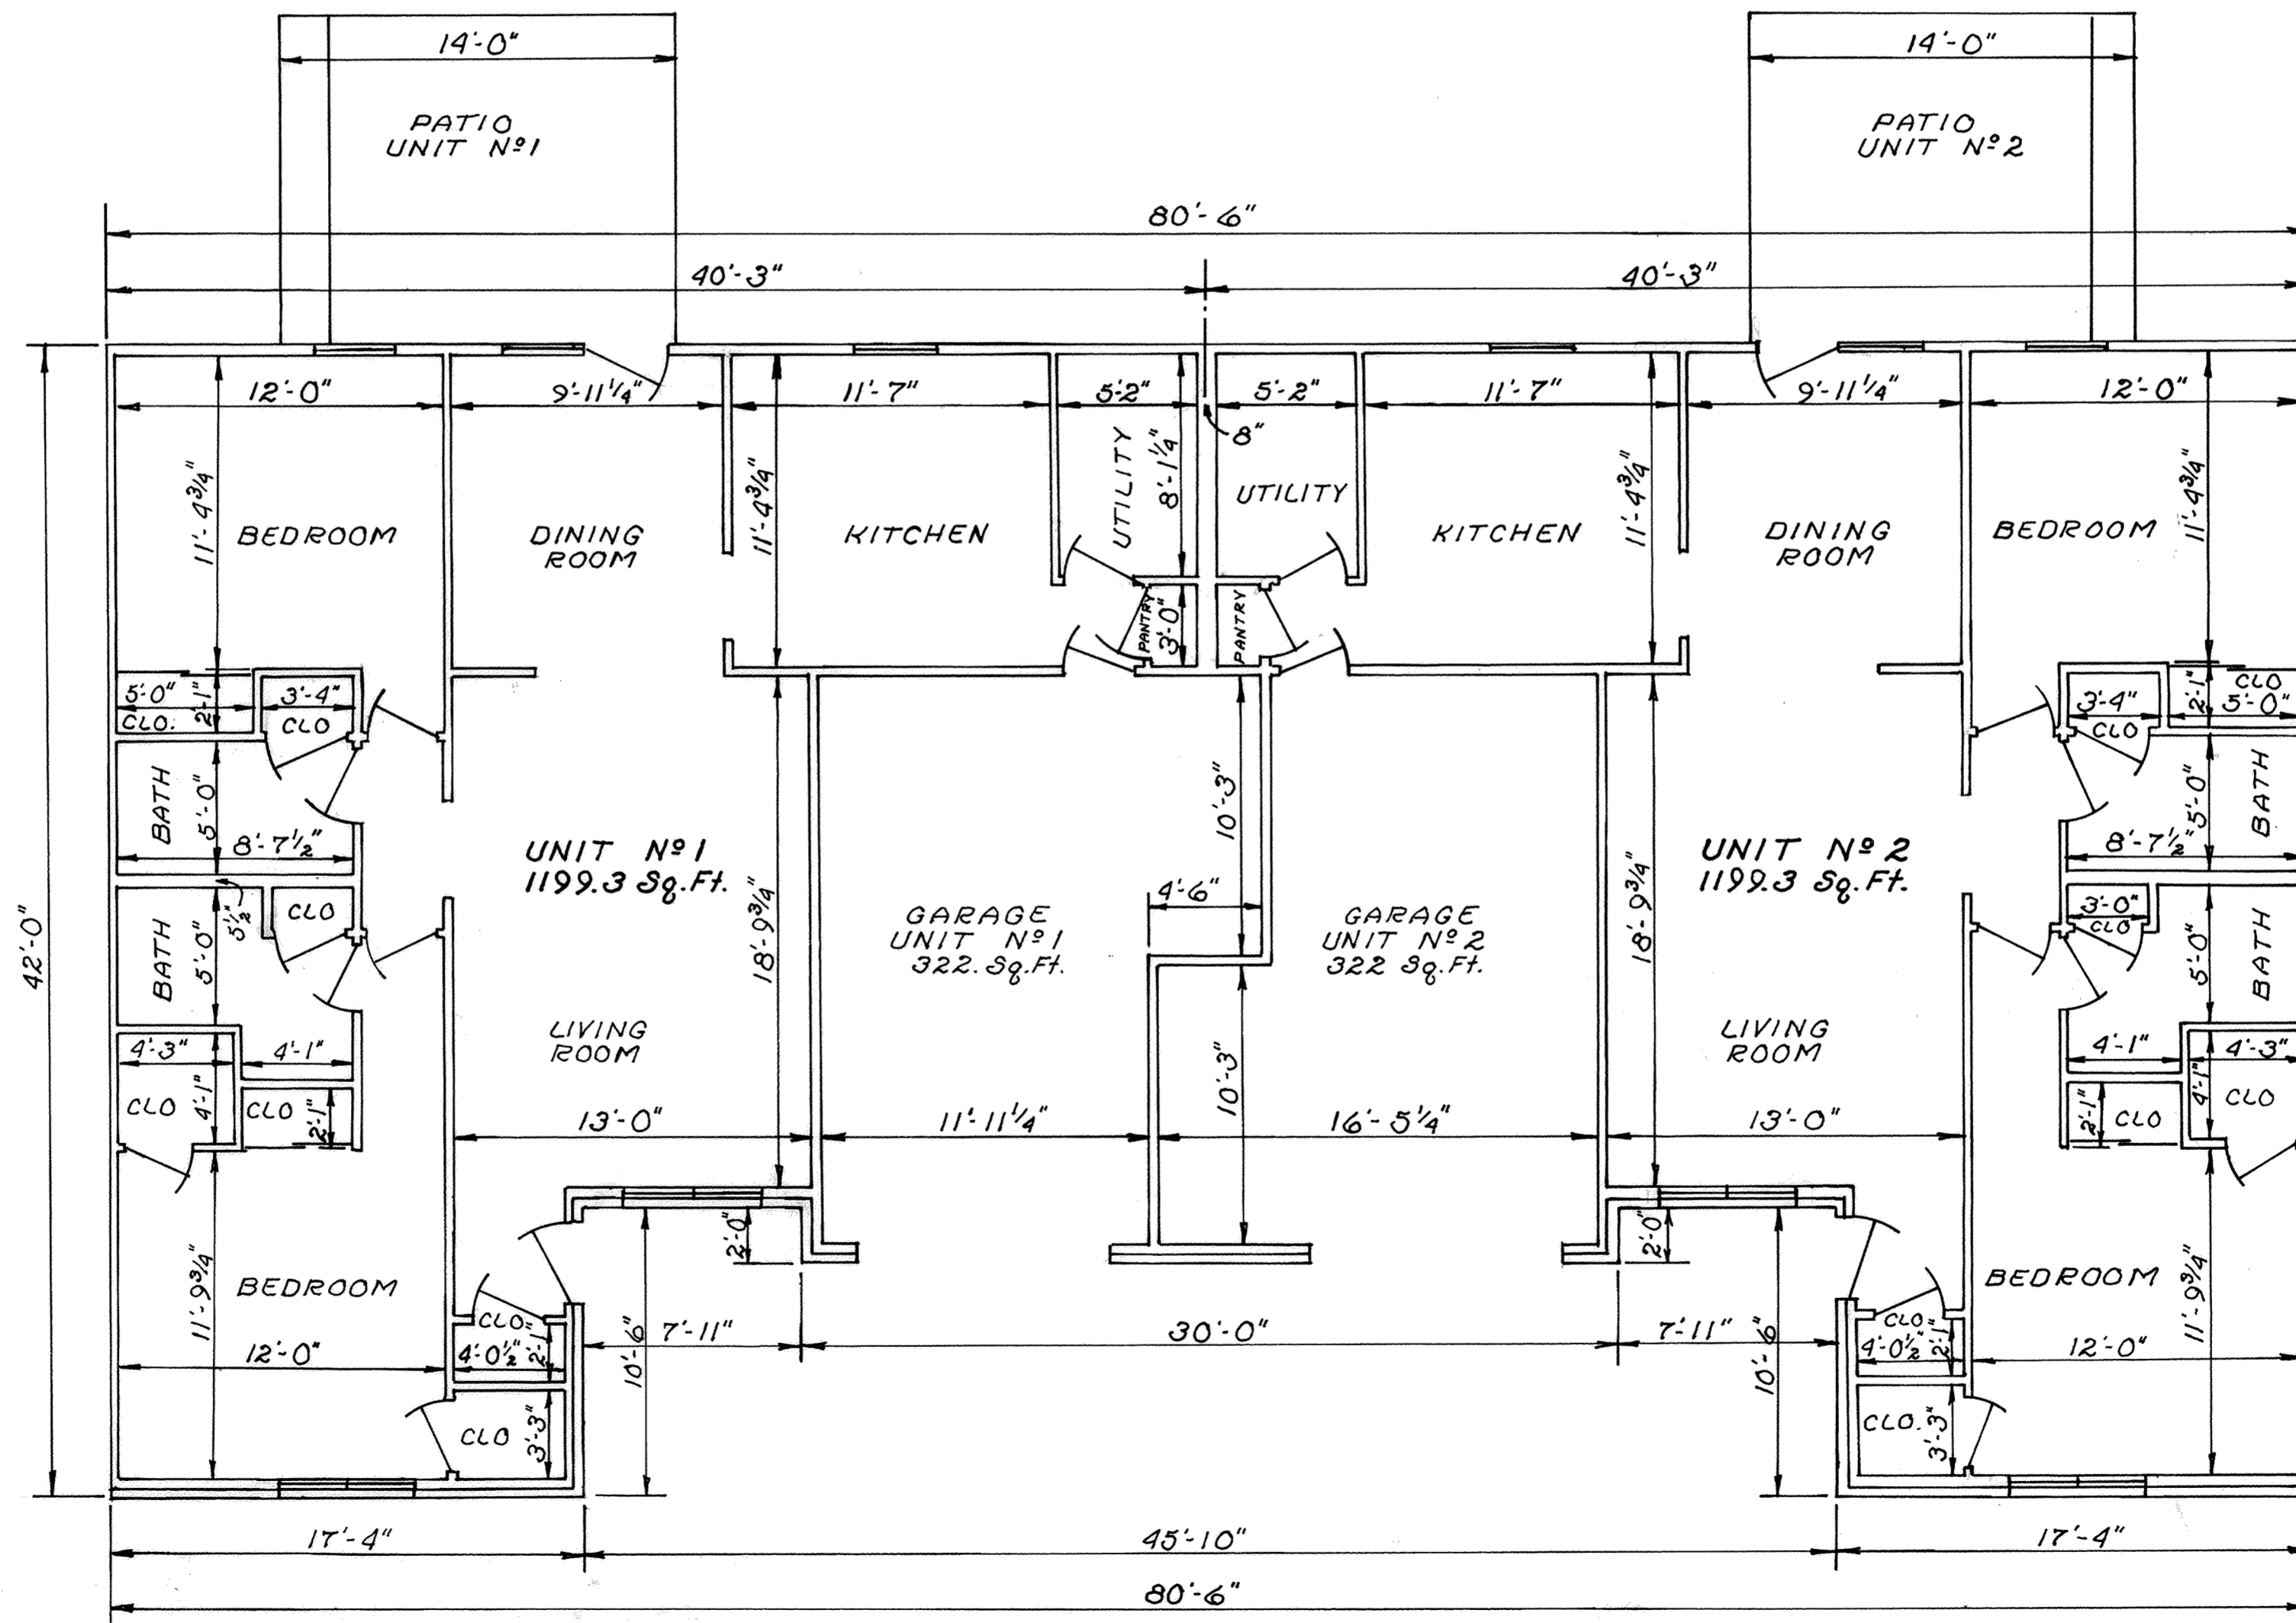 14'-0"
14'-0"
PATIO
UNIT Nº1
PATIO
UNIT Nº2
80'-6"
40'-3"
40'-3"
12'-0"
9'-11¼"
11'-7"
5'2"
5'-2"
11'-7"
9'-11¼"
12'-0"
8"
11'-4¾"
11'-4¾"
UTILITY
8'-1¼"
UTILITY
11'-4¾"
11'-4¾"
BEDROOM
DINING
ROOM
KITCHEN
KITCHEN
DINING
ROOM
BEDROOM
PANTRY
3'-0"
PANTRY
5'-0"
CLO.
2'-1"
3'-4"
CLO
3'-4"
CLO
2'-1"
CLO
5'-0"
BATH
5'-0"
8'-7½"
10'-3"
5'-0"
8'-7½"
BATH
UNIT Nº1
1199.3 Sq.Ft.
UNIT Nº2
1199.3 Sq.Ft.
18'-9¾"
4'-6"
18'-9¾"
42'-0"
BATH
5'-0"
5½"
CLO
GARAGE
UNIT Nº1
322. Sq.Ft.
GARAGE
UNIT Nº2
322 Sq.Ft.
3'-0"
CLO
5'-0"
BATH
LIVING
ROOM
LIVING
ROOM
4'-3"
4'-1"
4'-1"
4'-3"
CLO
4'-1"
CLO
2'-1"
10'-3"
2'-1"
CLO
4'-1"
CLO
13'-0"
11'-11¼"
16'-5¼"
13'-0"
2'-0"
2'-0"
BEDROOM
11'-9¾"
BEDROOM
11'-9¾"
CLO.
4'-0½"
2'-1"
10'-6"
7'-11"
30'-0"
7'-11"
10'-6"
CLO.
4'-0½"
2'-1"
12'-0"
12'-0"
CLO
3'-3"
CLO.
3'-3"
17'-4"
45'-10"
17'-4"
80'-6"